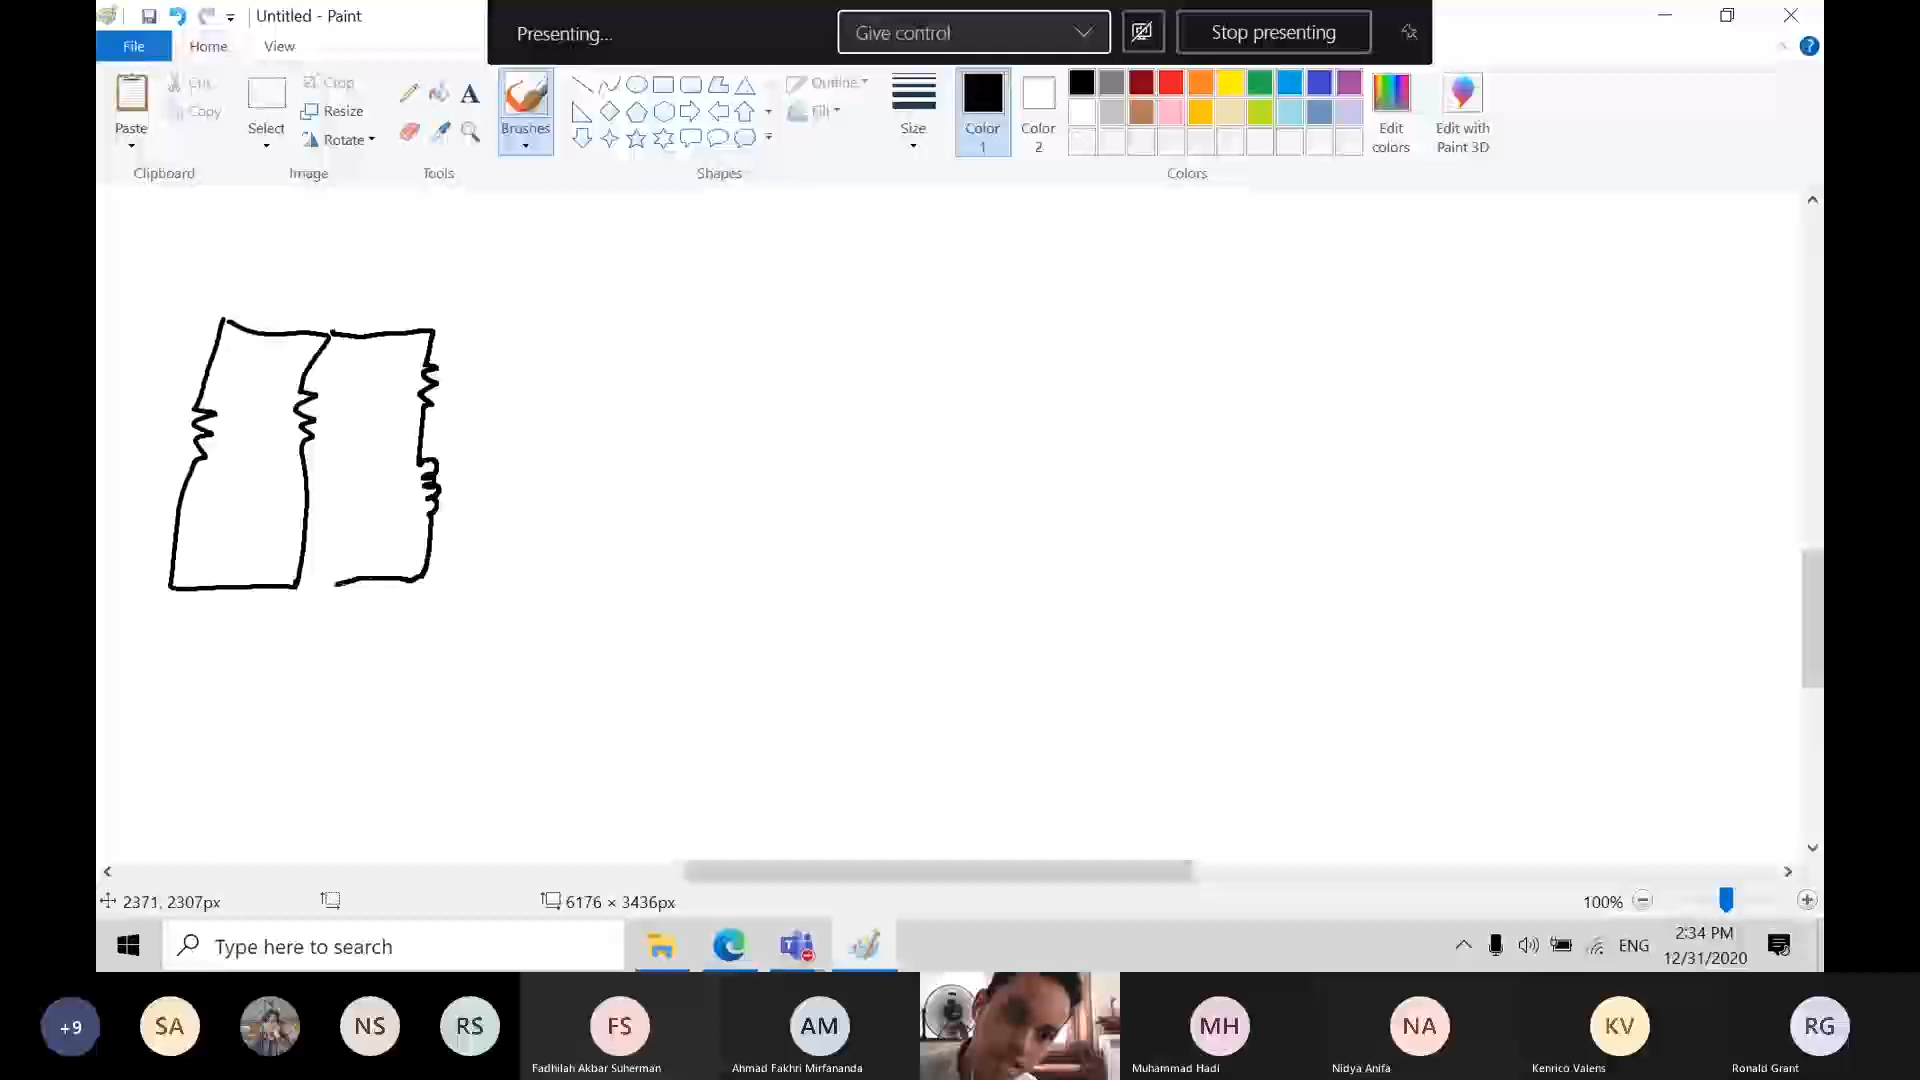 Untitled - Paint
Presenting...
Give control
Stop presenting
File
Home
View
Paste
Cut
Copy
Select
Crop
Resize
Rotate
A
Brushes
Outline
Fill
Size
Color
1
Color
2
Edit
colors
Edit with
Paint 3D
Clipboard
Image
Tools
Shapes
Colors
?
2371, 2307px
6176 × 3436px
100%
Type here to search
ENG
2:34 PM
12/31/2020
+9
SA
NS
RS
FS
AM
MH
NA
KV
RG
Fadhilah Akbar Suherman
Ahmad Fakhri Mirfananda
Muhammad Hadi
Nidya Anifa
Kenrico Valens
Ronald Grant